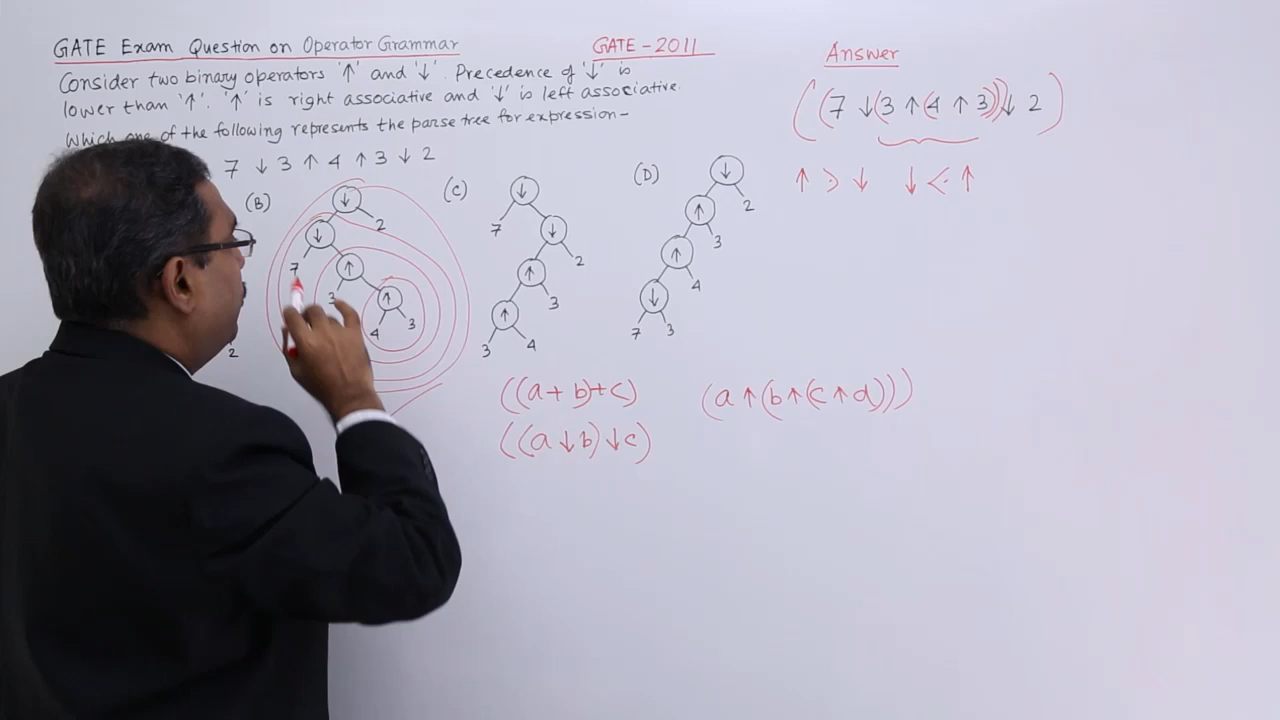 GATE Exam Question on Operator Grammar
GATE - 2011
Consider two binary operators '↑' and '↓'. Precedence of '↓' is
lower than '↑'. '↑' is right associative and '↓' is left associative.
Which one of the following represents the parse tree for expression-
7 ↓ 3 ↑ 4 ↑ 3 ↓ 2
2
(B)
↓
↓ 2
7 ↑
3 ↑
4 3
(C)
↓
7 ↓
↑ 2
↑ 3
3 4
(D)
↓
↑ 2
↑ 3
↓ 4
7 3
Answer
((7 ↓(3 ↑(4 ↑ 3)))↓ 2)
↑ ⋗ ↓ ↓ ⋖ ↑
((a + b)+c)
(a↑(b↑(c↑d)))
((a↓b)↓c)